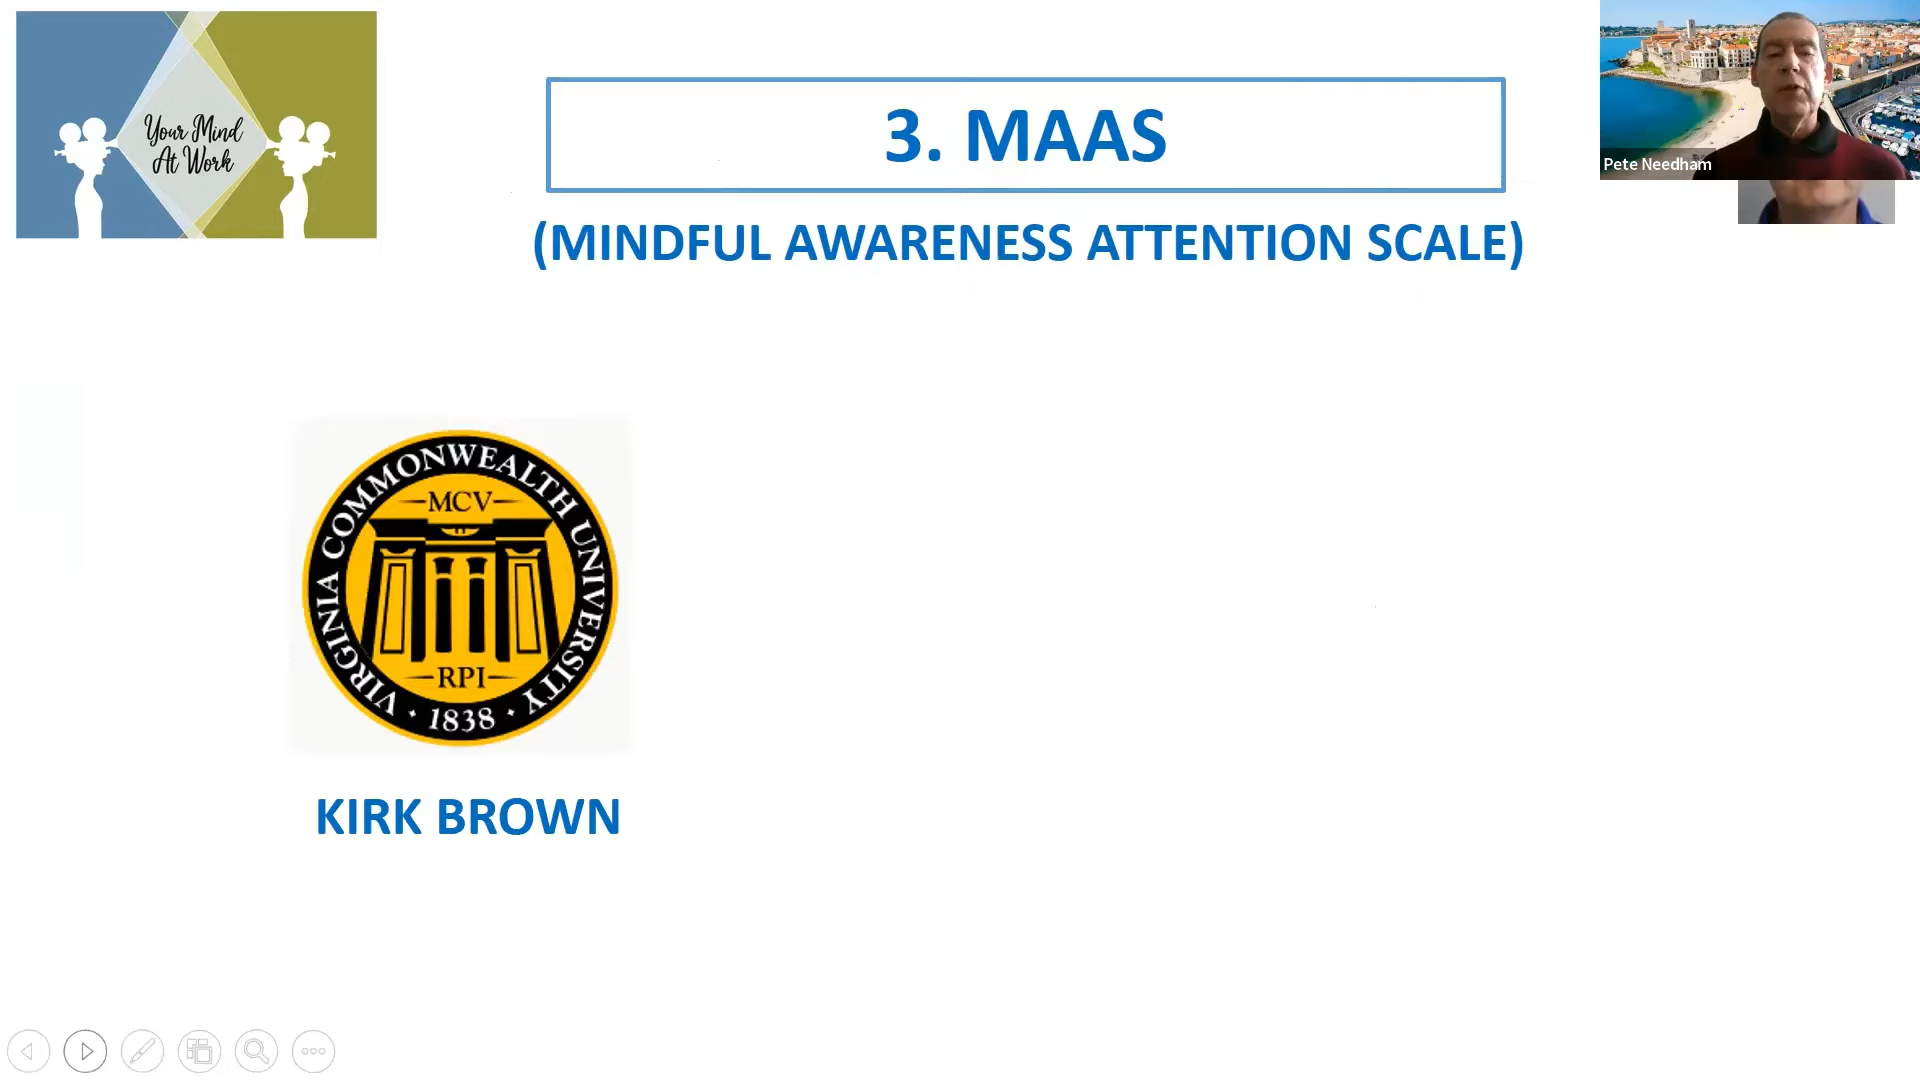 Your Mind
At Work
3. MAAS
(MINDFUL AWARENESS ATTENTION SCALE)
Pete Needham
VIRGINIA COMMONWEALTH UNIVERSITY
MCV
RPI
· 1838 ·
KIRK BROWN